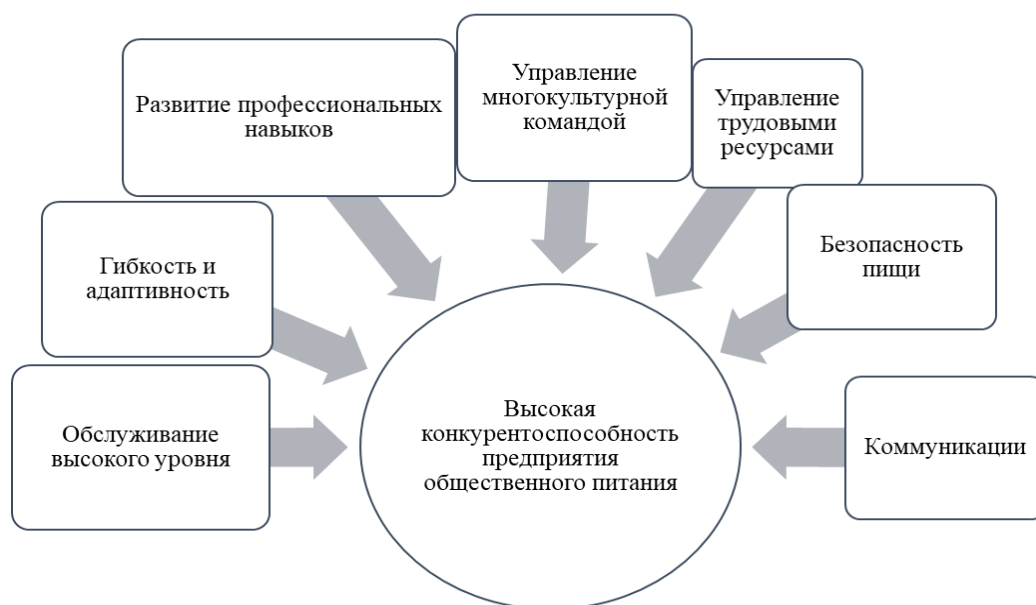 Развитие профессиональных
навыков
Управление
многокультурной
командой
Управление
трудовыми
ресурсами
Гибкость и
адаптивность
Безопасность
пищи
Обслуживание
высокого уровня
Высокая
конкурентоспособность
предприятия
общественного питания
Коммуникации